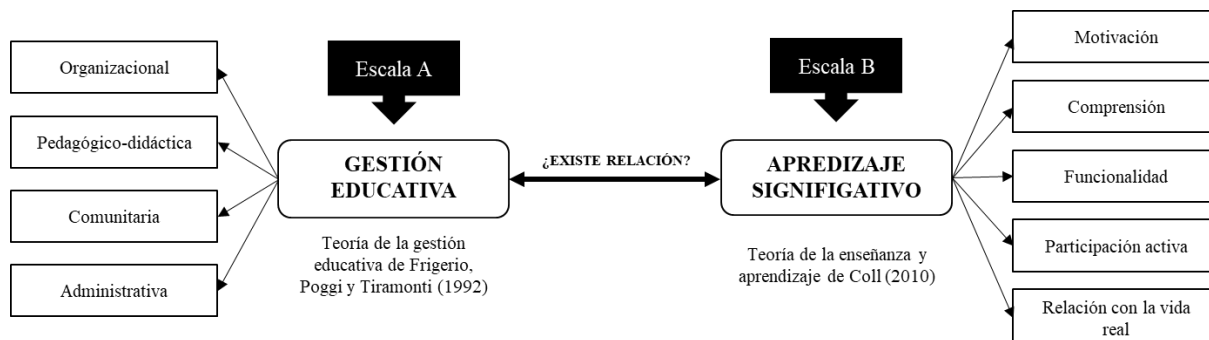 Organizacional
Pedagógico-didáctica
Comunitaria
Administrativa
Escala A
GESTIÓN
EDUCATIVA
Teoría de la gestión
educativa de Frigerio,
Poggi y Tiramonti (1992)
¿EXISTE RELACIÓN?
Escala B
APREDIZAJE
SIGNIFIGATIVO
Teoría de la enseñanza y
aprendizaje de Coll (2010)
Motivación
Comprensión
Funcionalidad
Participación activa
Relación con la vida
real